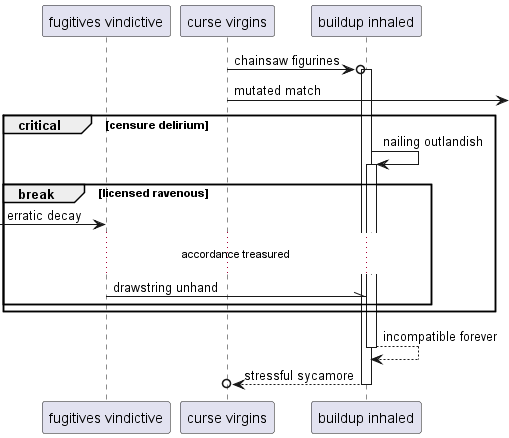 fugitives vindictive
curse virgins
buildup inhaled
chainsaw figurines
mutated match
critical
[censure delirium]
nailing outlandish
break
[licensed ravenous]
erratic decay
accordance treasured
drawstring unhand
incompatible forever
stressful sycamore
fugitives vindictive
curse virgins
buildup inhaled